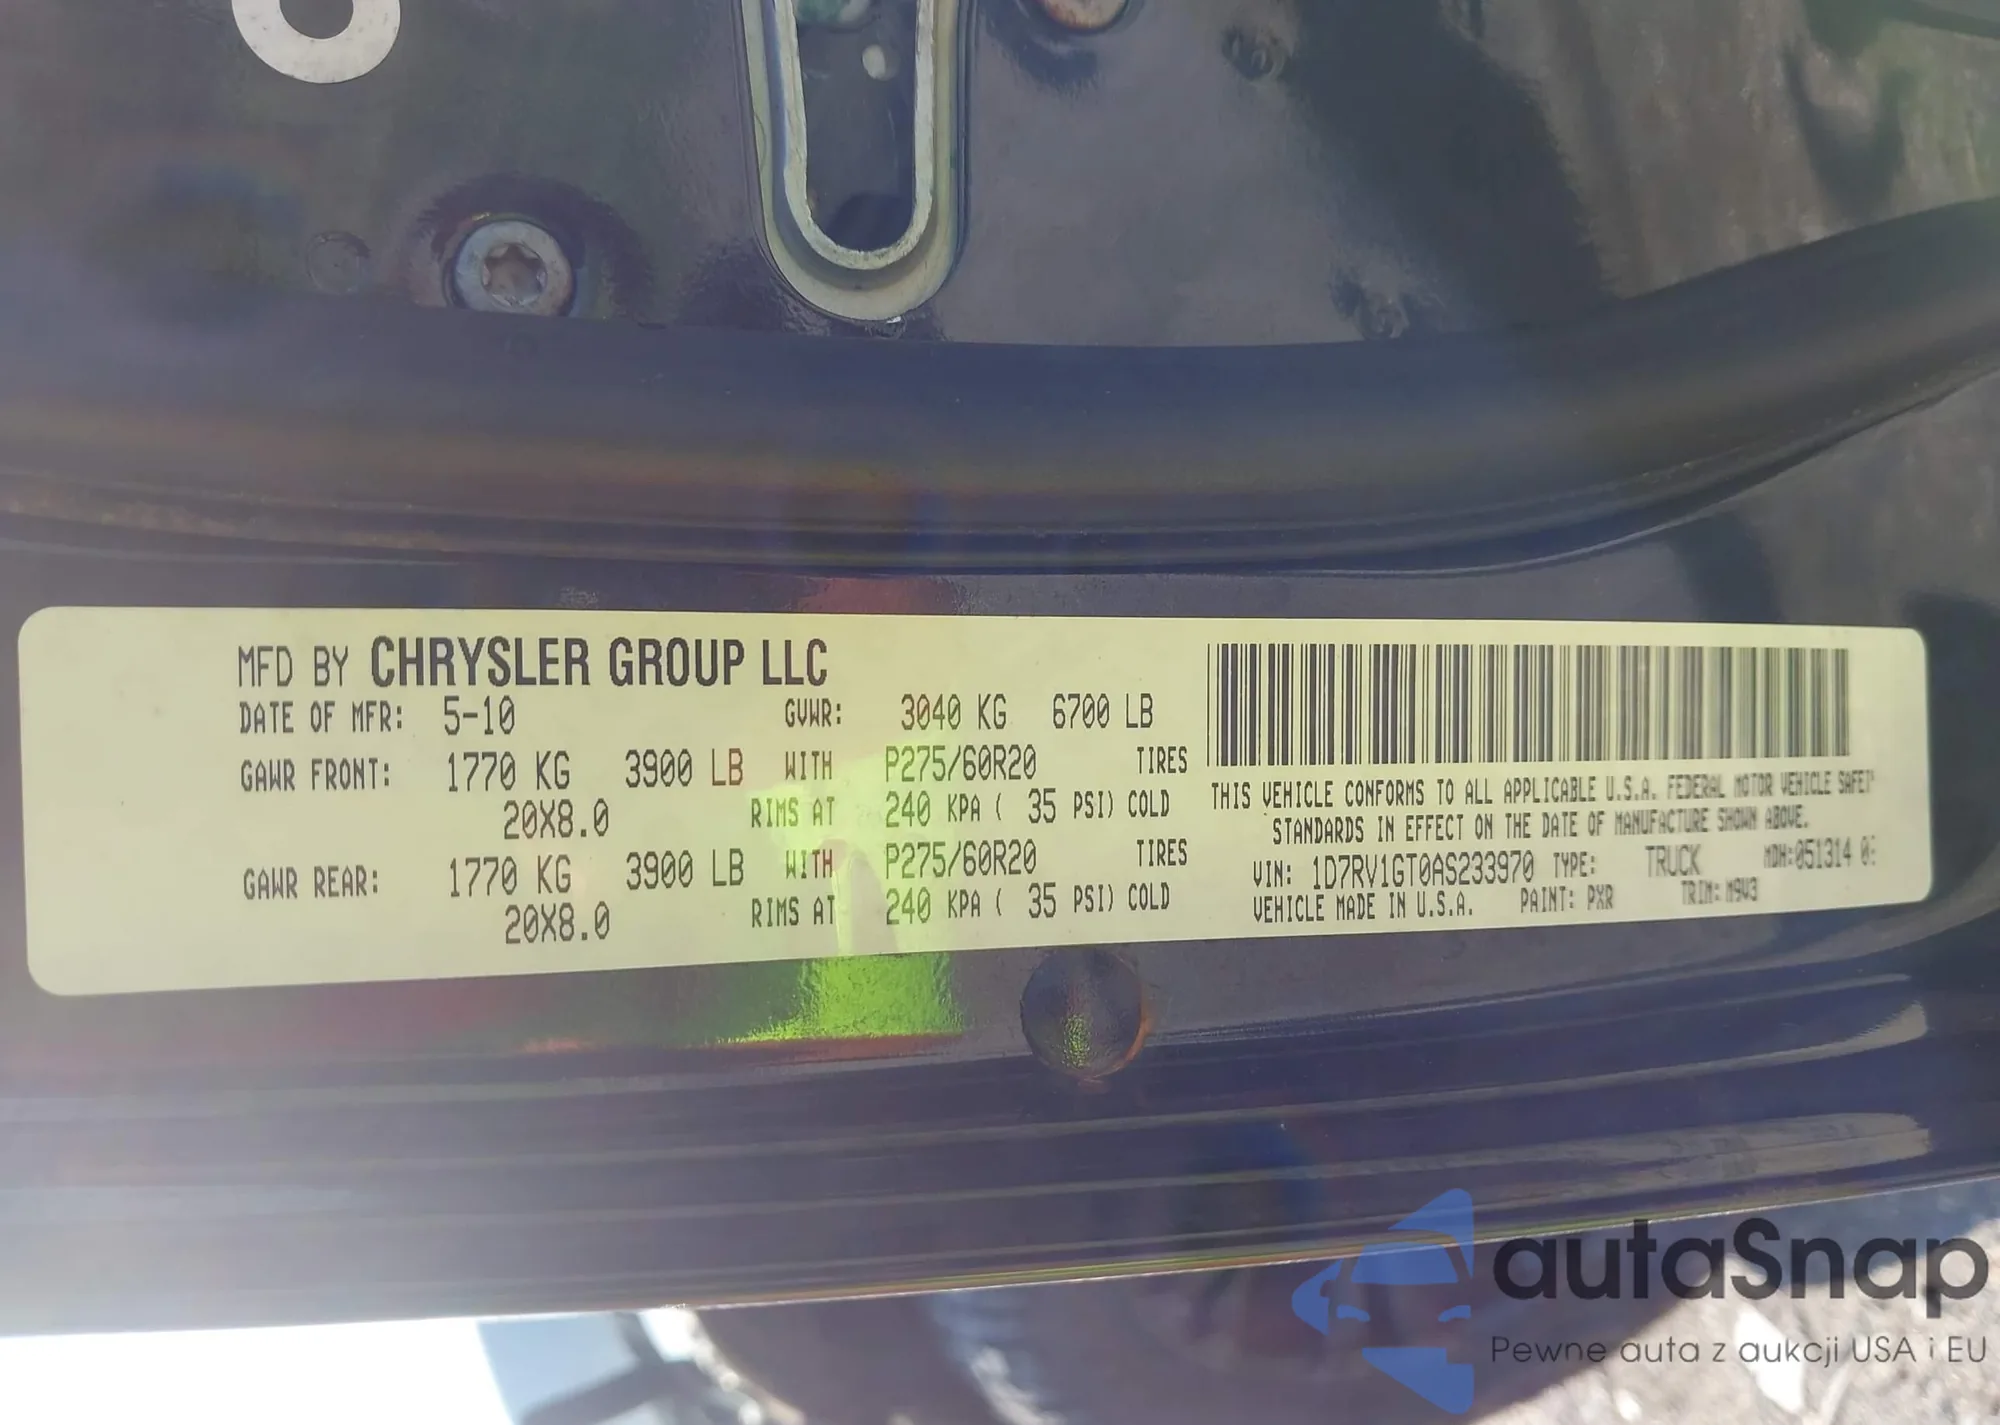 MFD BY CHRYSLER GROUP LLC
DATE OF MFR: 5-10 GVWR: 3040 KG 6700 LB
GAWR FRONT: 1770 KG 3900 LB WITH P275/60R20 TIRES
20X8.0 RIMS AT 240 KPA ( 35 PSI) COLD
GAWR REAR: 1770 KG 3900 LB WITH P275/60R20 TIRES
20X8.0 RIMS AT 240 KPA ( 35 PSI) COLD
THIS VEHICLE CONFORMS TO ALL APPLICABLE U.S.A. FEDERAL MOTOR VEHICLE
STANDARDS IN EFFECT ON THE DATE OF MANUFACTURE SHOWN ABOVE.
VIN: 1D7RV1GT0AS233970 TYPE: TRUCK MDH:051314
VEHICLE MADE IN U.S.A. PAINT: PXR TRIM: M9V3
autaSnap
Pewne auta z aukcji USA i EU